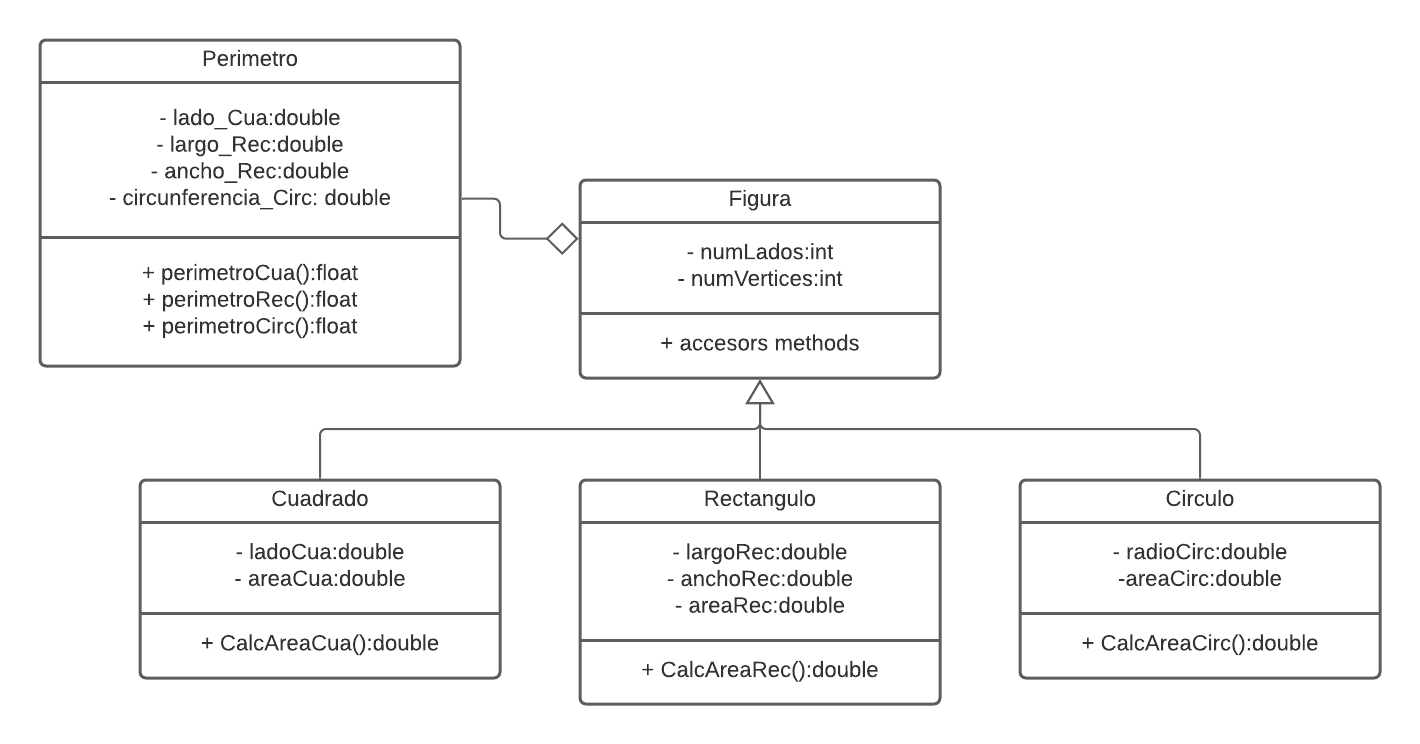 Perimetro
- lado_Cua:double
- largo_Rec:double
- ancho_Rec:double
- circunferencia_Circ: double
+ perimetroCua():float
+ perimetroRec():float
+ perimetroCirc():float
Figura
- numLados:int
- numVertices:int
+ accesors methods
Cuadrado
- ladoCua:double
- areaCua:double
+ CalcAreaCua():double
Rectangulo
- largoRec:double
- anchoRec:double
- areaRec:double
+ CalcAreaRec():double
Circulo
- radioCirc:double
-areaCirc:double
+ CalcAreaCirc():double